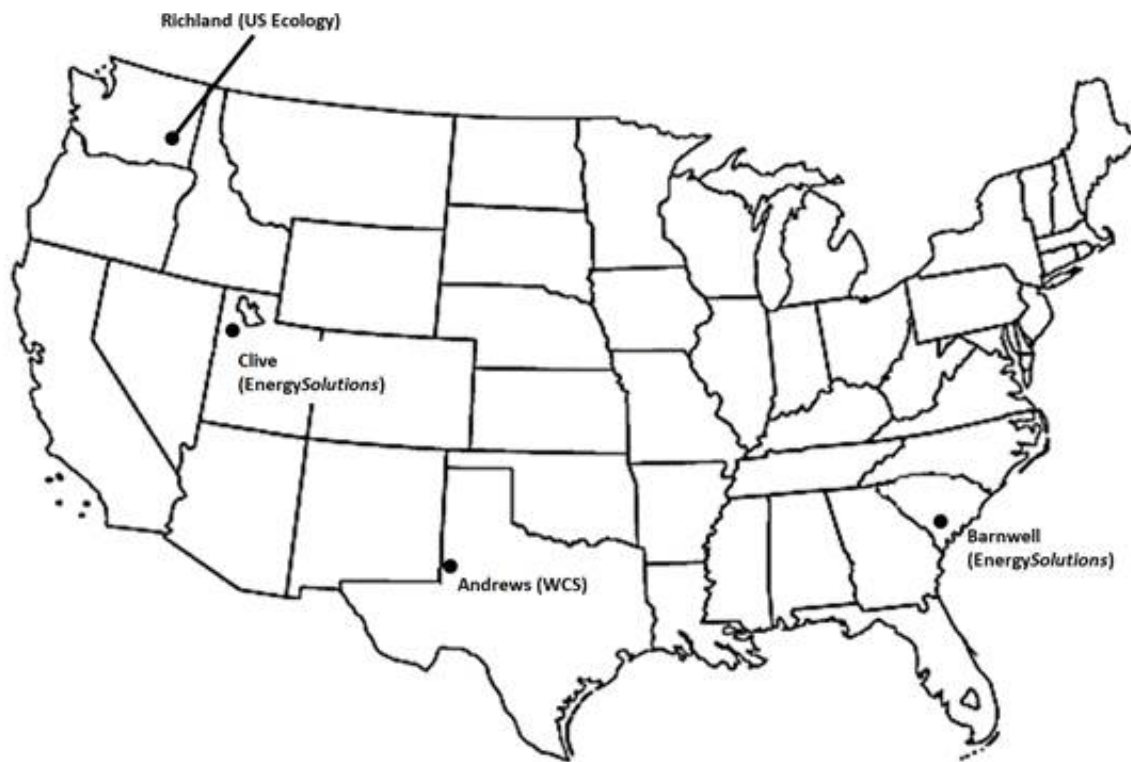 Richland (US Ecology)
Clive
(EnergySolutions)
Andrews (WCS)
Barnwell
(EnergySolutions)